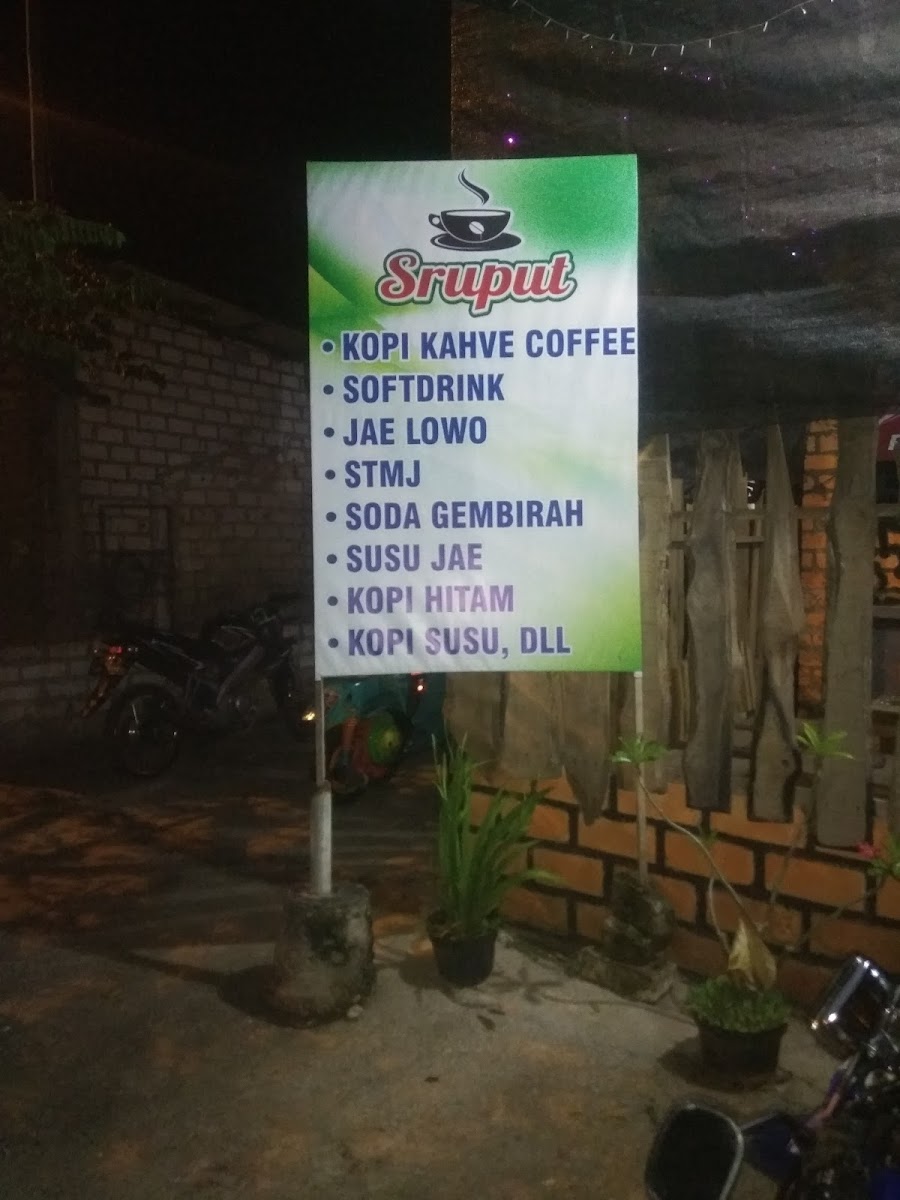 Sruput
• KOPI KAHVE COFFEE
• SOFTDRINK
• JAE LOWO
• STMJ
• SODA GEMBIRAH
• SUSU JAE
• KOPI HITAM
• KOPI SUSU, DLL